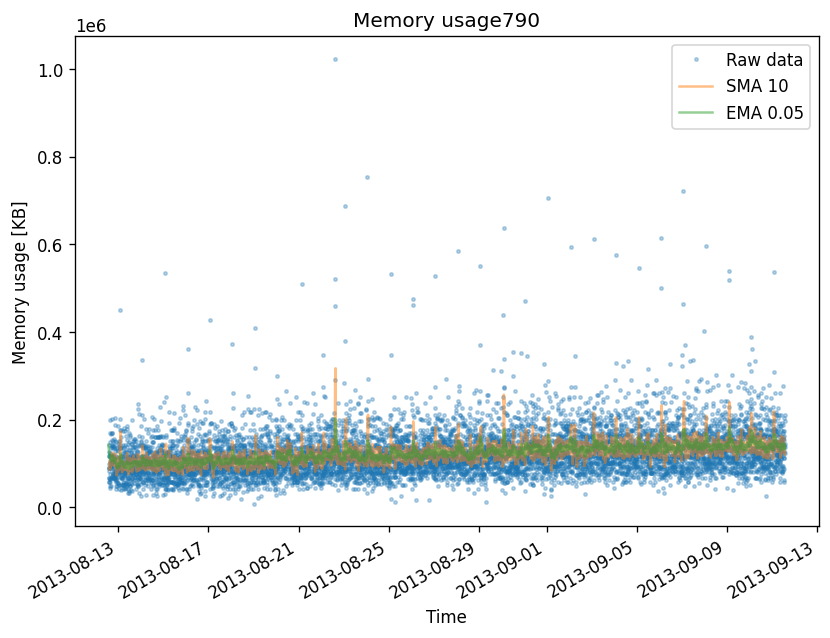 Memory usage790
1e6
Raw data
SMA 10
EMA 0.05
1.0
0.8
0.6
0.4
0.2
0.0
Memory usage [KB]
2013-08-13
2013-08-17
2013-08-21
2013-08-25
2013-08-29
2013-09-01
2013-09-05
2013-09-09
2013-09-13
Time